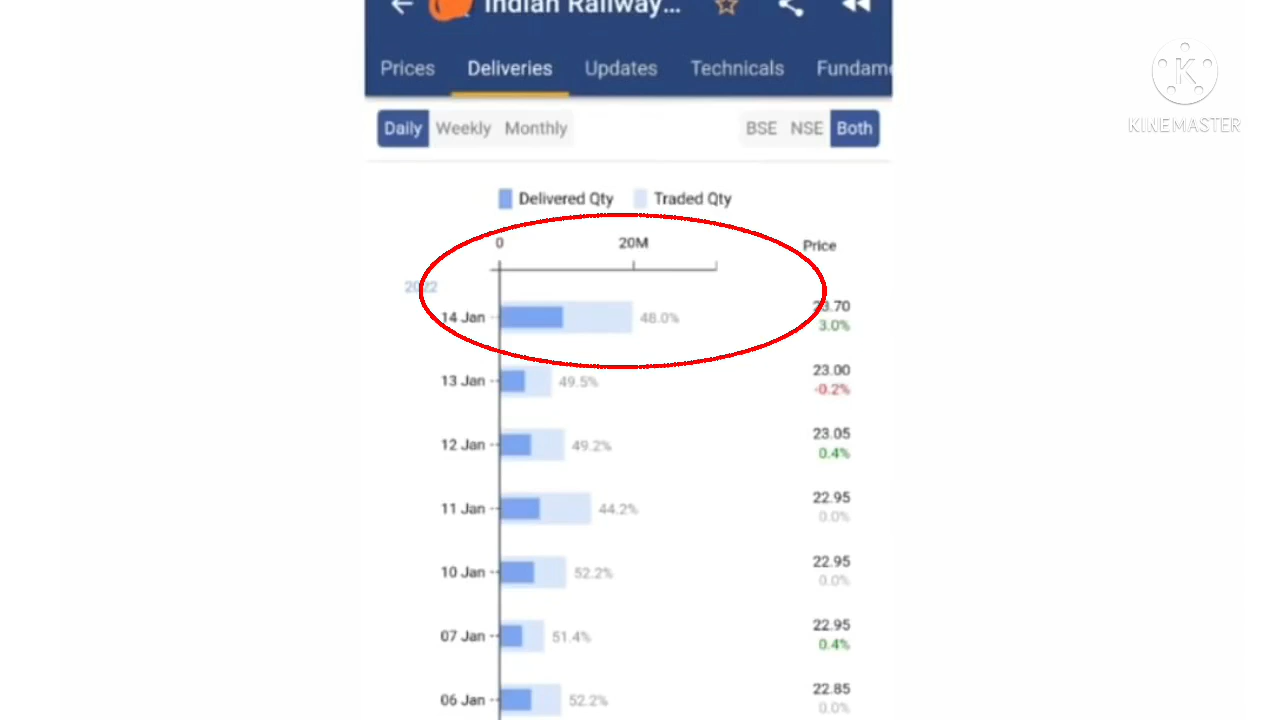 Indian Railway...
Prices Deliveries Updates Technicals Fundame
Daily Weekly Monthly BSE NSE Both
KINEMASTER
Delivered Qty Traded Qty
0 20M Price
2022
14 Jan 48.0% 23.70
3.0%
13 Jan 49.5% 23.00
-0.2%
12 Jan 49.2% 23.05
0.4%
11 Jan 44.2% 22.95
0.0%
10 Jan 52.2% 22.95
0.0%
07 Jan 51.4% 22.95
0.4%
06 Jan 52.2% 22.85
0.0%